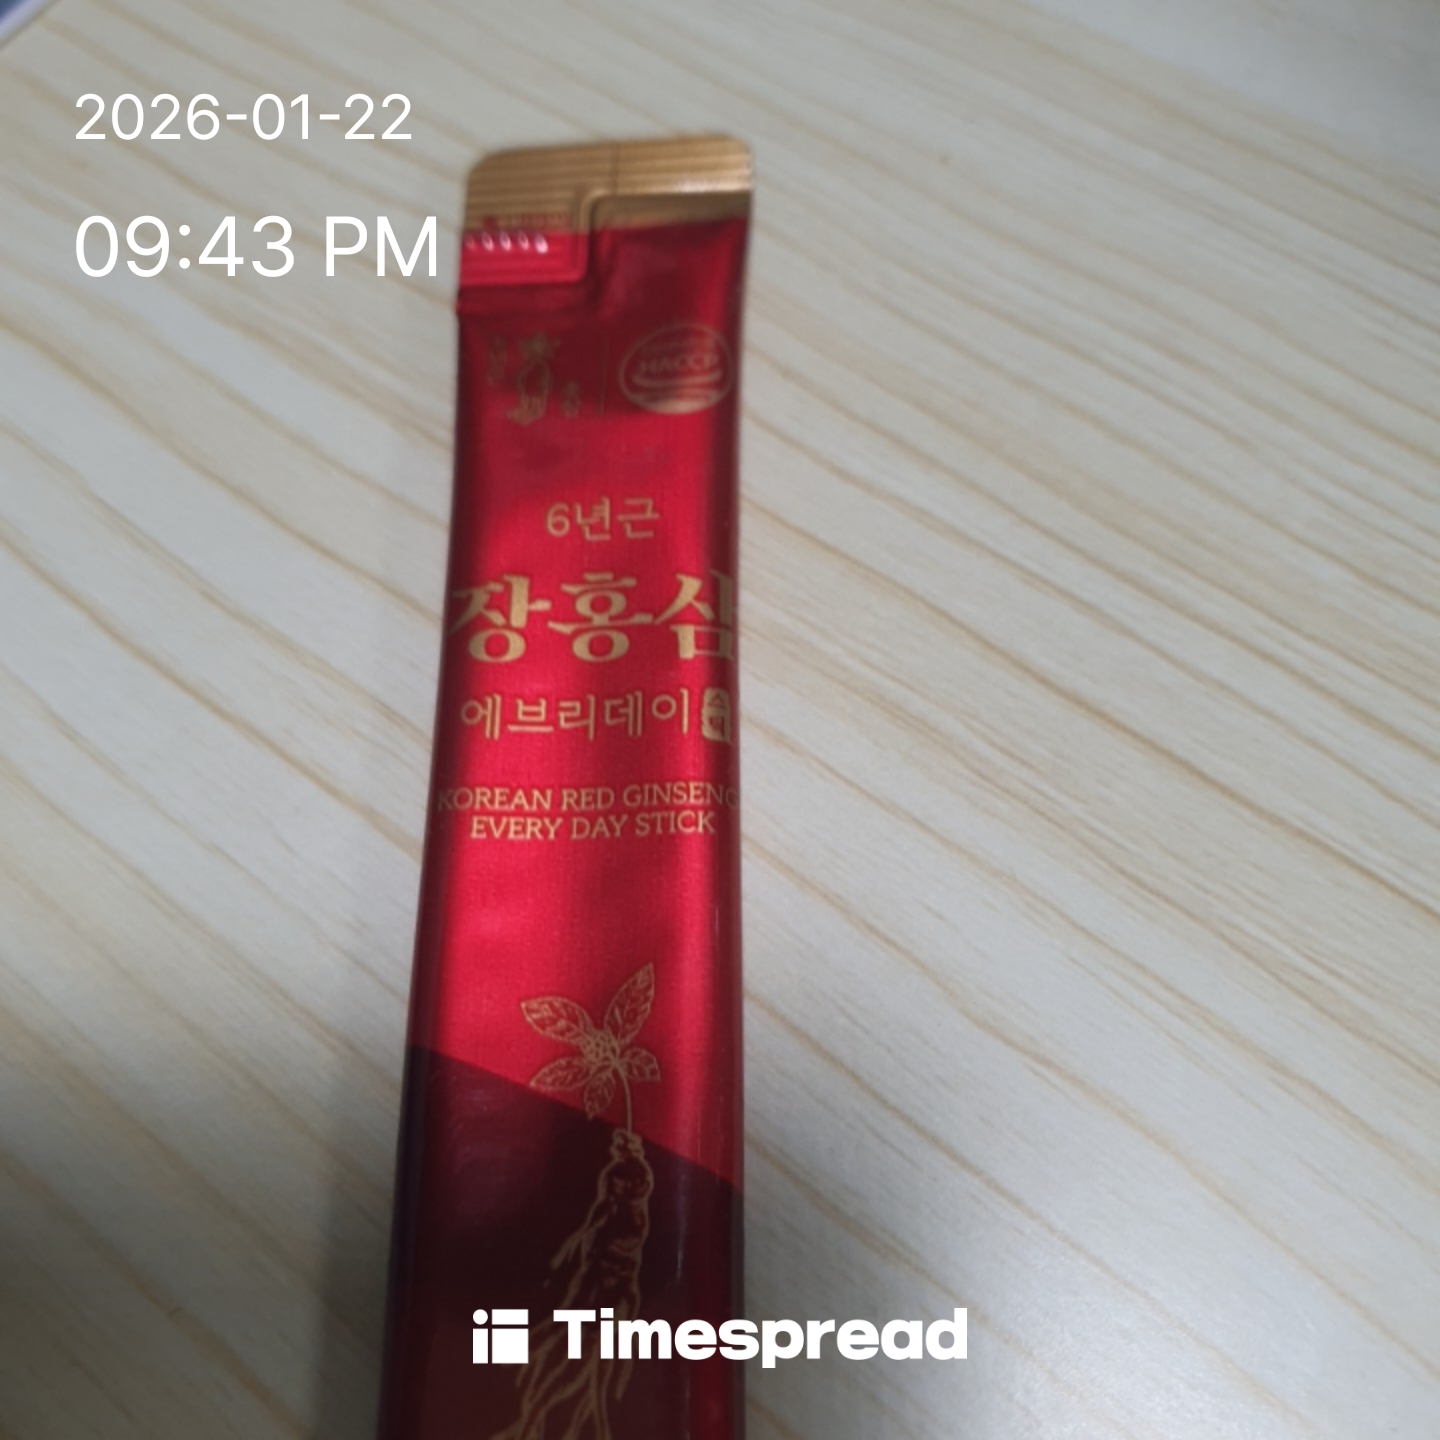 2026-01-22
09:43 PM
HACCP
6년근
장홍삼
에브리데이
KOREAN RED GINSENG
EVERY DAY STICK
Timespread